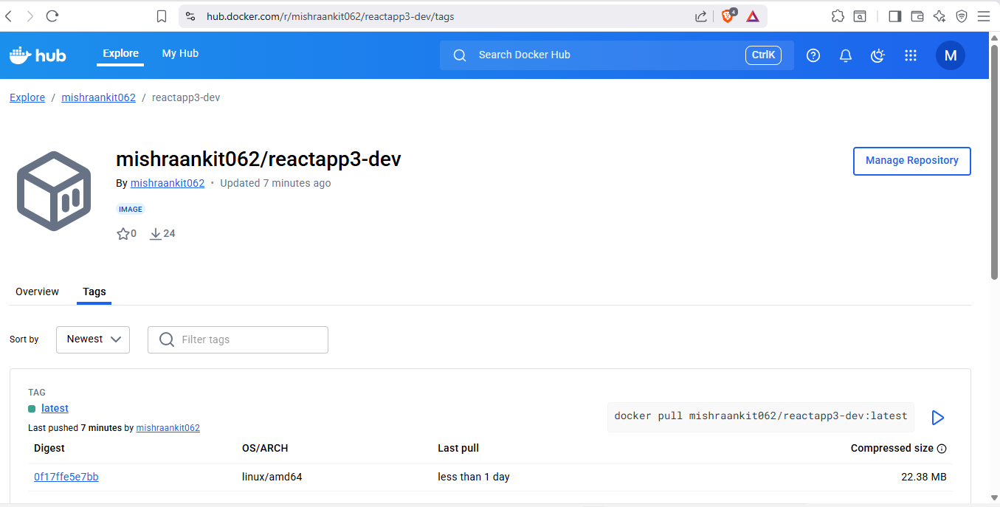 hub.docker.com/r/mishraankit062/reactapp3-dev/tags
4
hub
Explore
My Hub
Search Docker Hub
CtrlK
M
Explore / mishraankit062 / reactapp3-dev
mishraankit062/reactapp3-dev
Manage Repository
By mishraankit062 • Updated 7 minutes ago
IMAGE
0 24
Overview
Tags
Sort by
Newest
Filter tags
TAG
latest
docker pull mishraankit062/reactapp3-dev:latest
Last pushed 7 minutes by mishraankit062
Digest OS/ARCH Last pull Compressed size
0f17ffe5e7bb linux/amd64 less than 1 day 22.38 MB